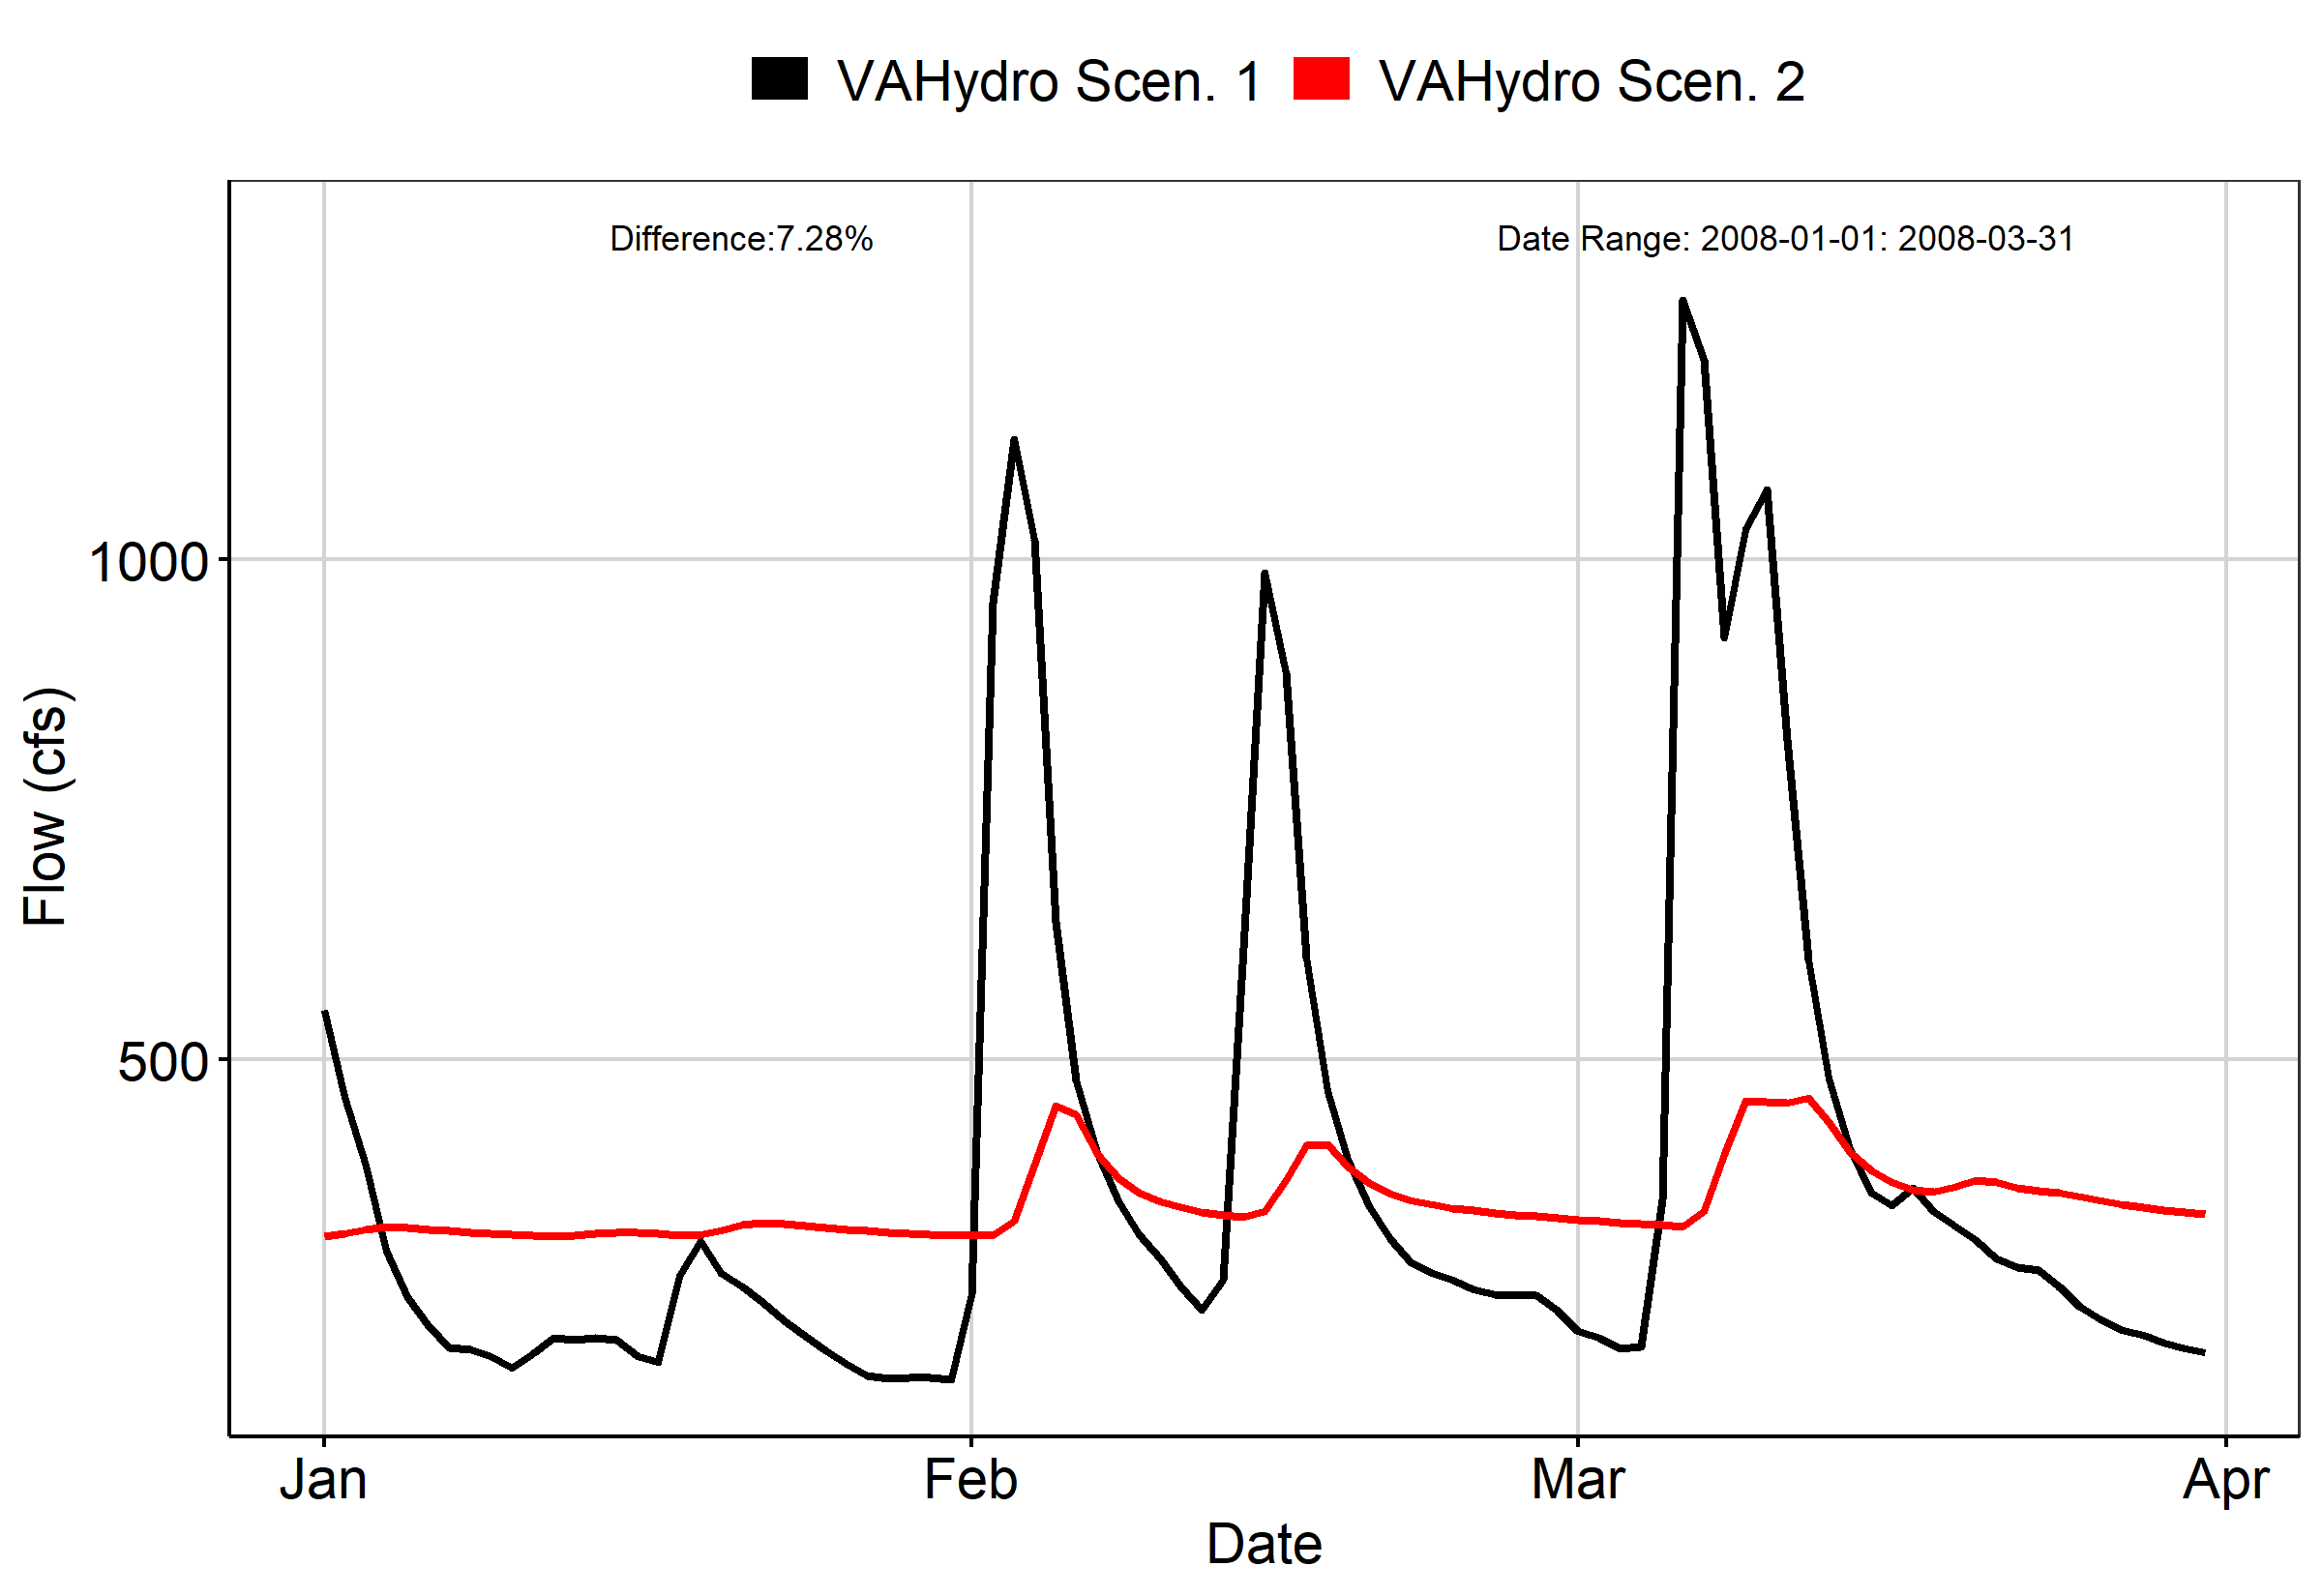 VAHydro Scen. 1 VAHydro Scen. 2
Difference:7.28% Date Range: 2008-01-01: 2008-03-31
1000
500
Flow (cfs)
Jan Feb Mar Apr
Date